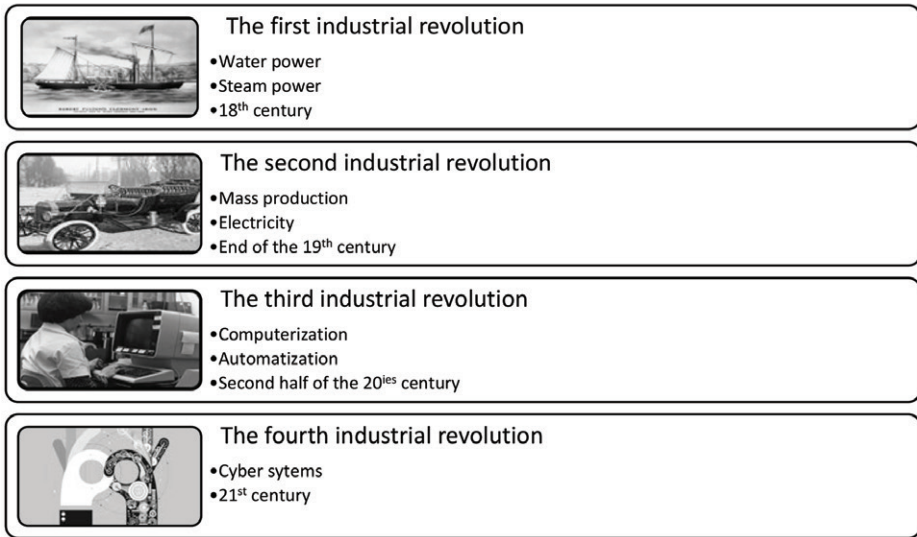 The first industrial revolution
•Water power
•Steam power
•18th century
The second industrial revolution
•Mass production
•Electricity
•End of the 19th century
The third industrial revolution
•Computerization
•Automatization
•Second half of the 20ies century
The fourth industrial revolution
•Cyber sytems
•21st century